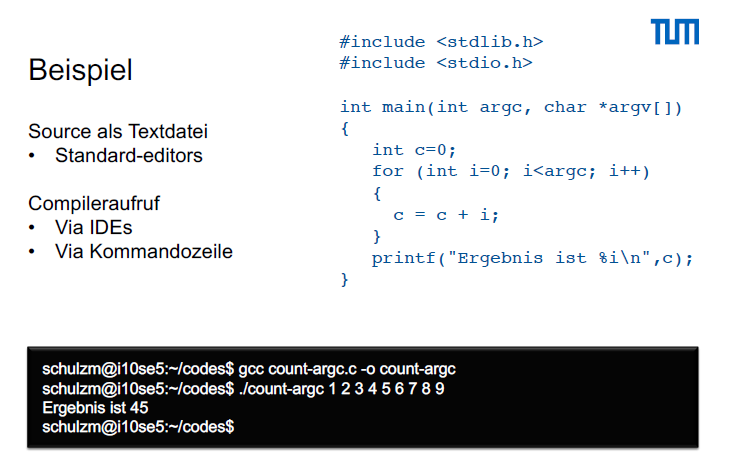 TUM
Beispiel
Source als Textdatei
• Standard-editors
Compileraufruf
• Via IDEs
• Via Kommandozeile
#include <stdlib.h>
#include <stdio.h>
int main(int argc, char *argv[])
{
int c=0;
for (int i=0; i<argc; i++)
{
c = c + i;
}
printf("Ergebnis ist %i\n",c);
}
schulzm@i10se5:~/codes$ gcc count-argc.c -o count-argc
schulzm@i10se5:~/codes$ ./count-argc 1 2 3 4 5 6 7 8 9
Ergebnis ist 45
schulzm@i10se5:~/codes$